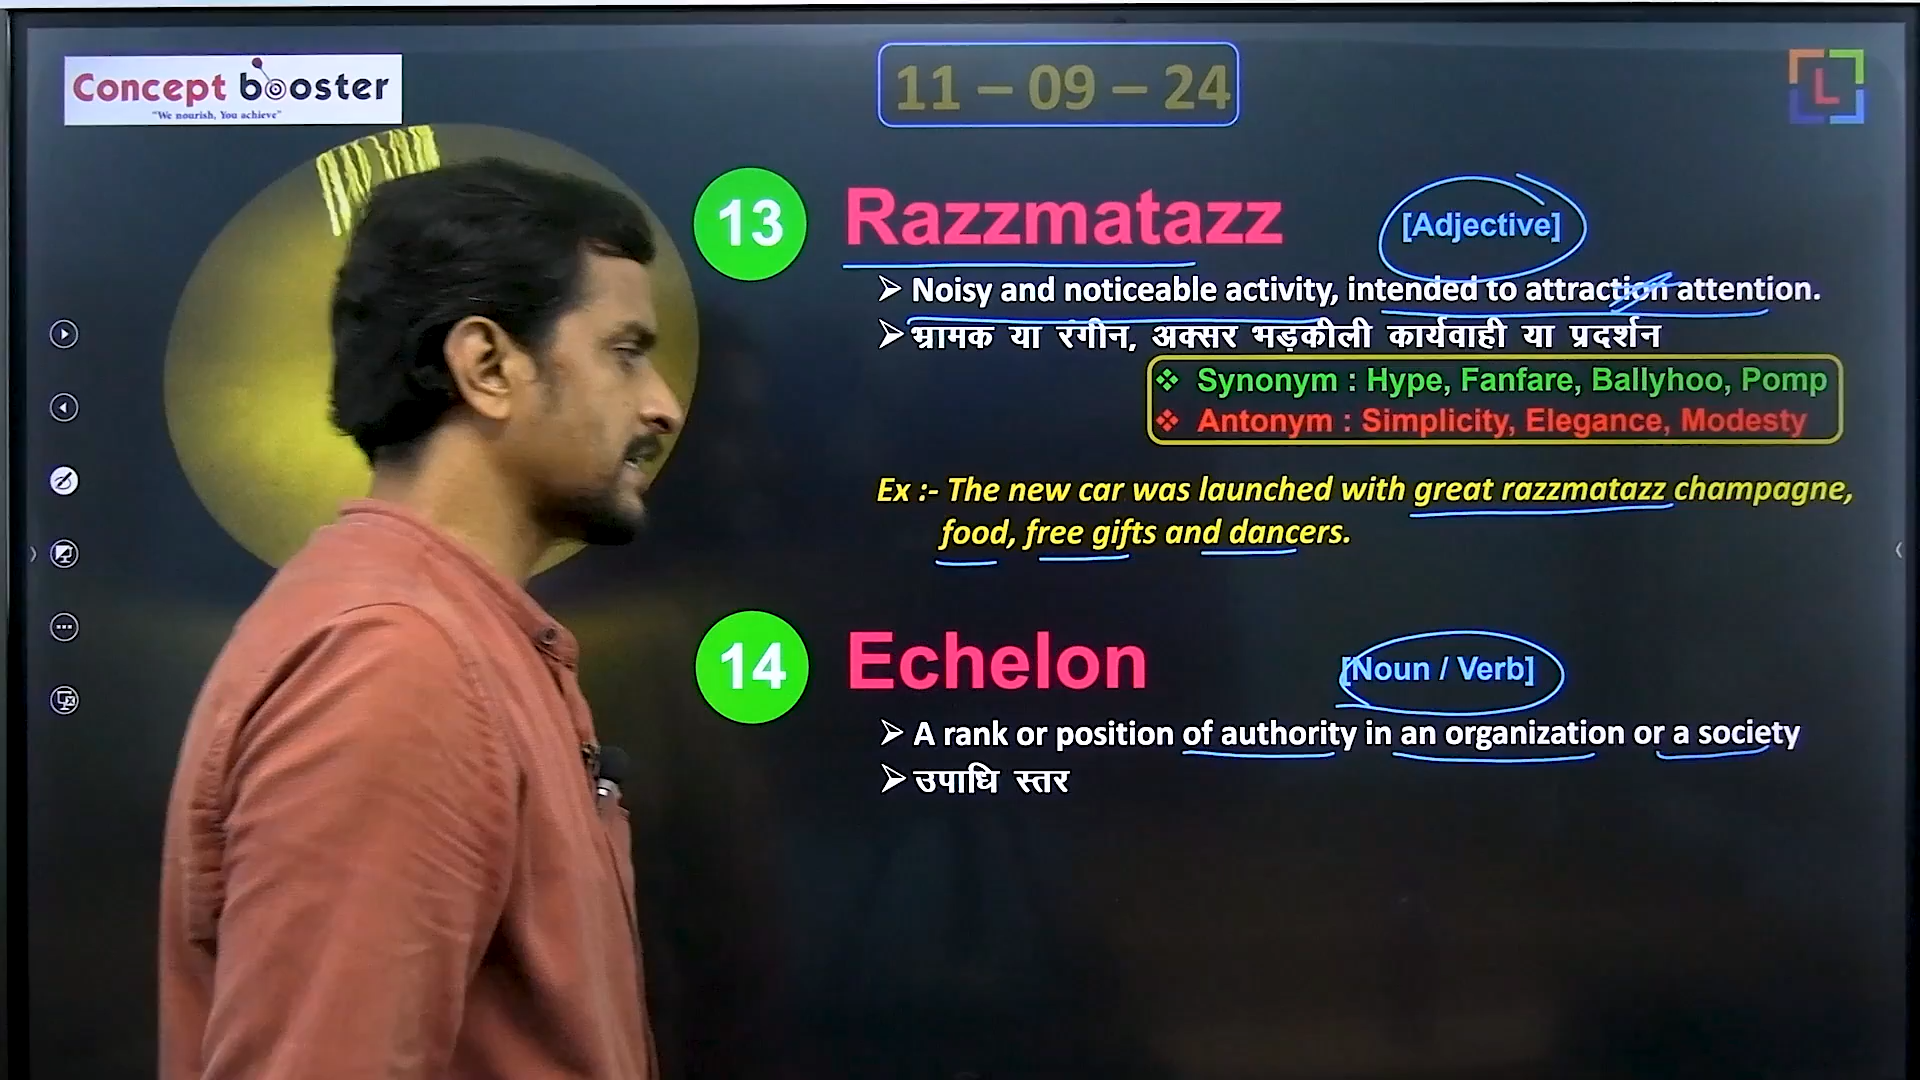 Concept booster
"We nourish, You achieve"
11 – 09 – 24
L
13 Razzmatazz [Adjective]
Noisy and noticeable activity, intended to attraction attention.
भ्रामक या रंगीन, अक्सर भड़कीली कार्यवाही या प्रदर्शन
Synonym : Hype, Fanfare, Ballyhoo, Pomp
Antonym : Simplicity, Elegance, Modesty
Ex :- The new car was launched with great razzmatazz champagne,
food, free gifts and dancers.
14 Echelon [Noun / Verb]
A rank or position of authority in an organization or a society
उपाधि स्तर